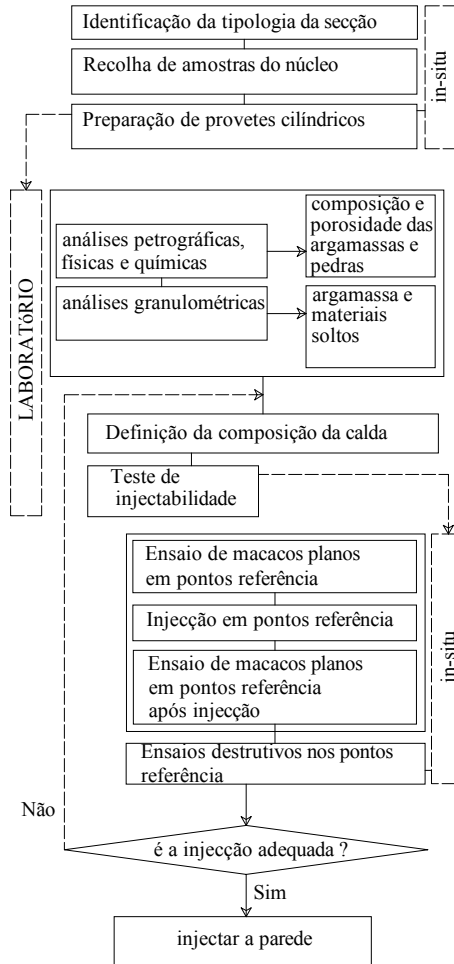 Identificação da tipologia da secção
Recolha de amostras do núcleo
Preparação de provetes cilíndricos
in-situ
LABORATóRIO
análises petrográficas,
físicas e químicas
composição e
porosidade das
argamassas e
pedras
análises granulométricas
argamassa e
materiais
soltos
Definição da composição da calda
Teste de
injectabilidade
Ensaio de macacos planos
em pontos referência
Injecção em pontos referência
Ensaio de macacos planos
em pontos referência
após injecção
in-situ
Ensaios destrutivos nos pontos
referência
Não
é a injecção adequada ?
Sim
injectar a parede